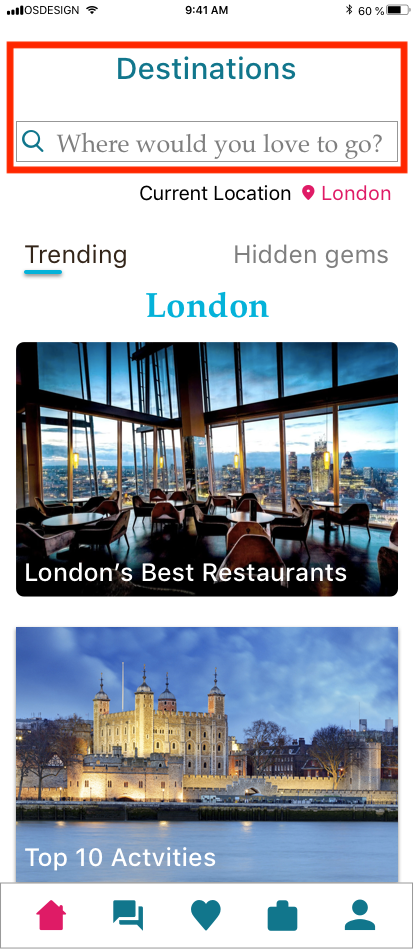 OSDESIGN 9:41 AM 60 %
Destinations
Where would you love to go?
Current Location London
Trending Hidden gems
London
London’s Best Restaurants
Top 10 Actvities